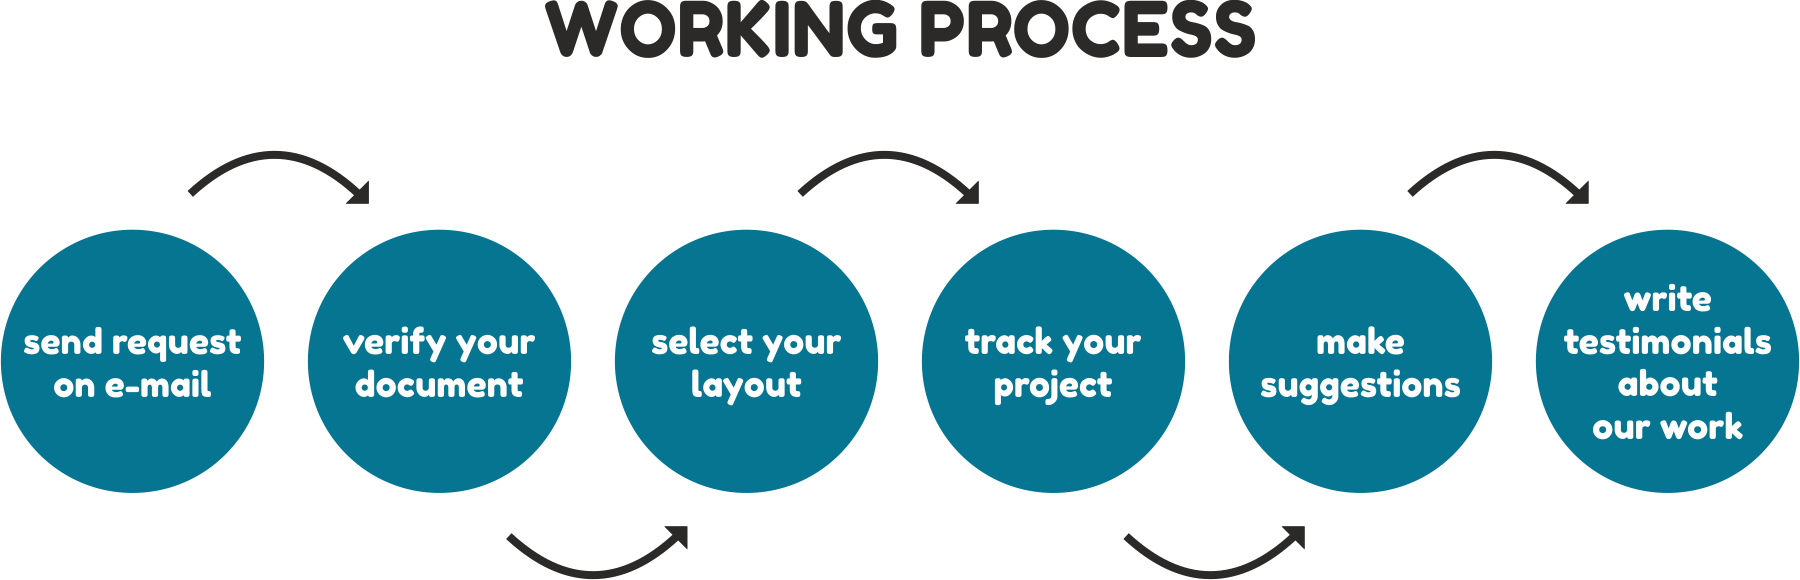 WORKING PROCESS
send request
on e-mail
verify your
document
select your
layout
track your
project
make
suggestions
write
testimonials
about
our work